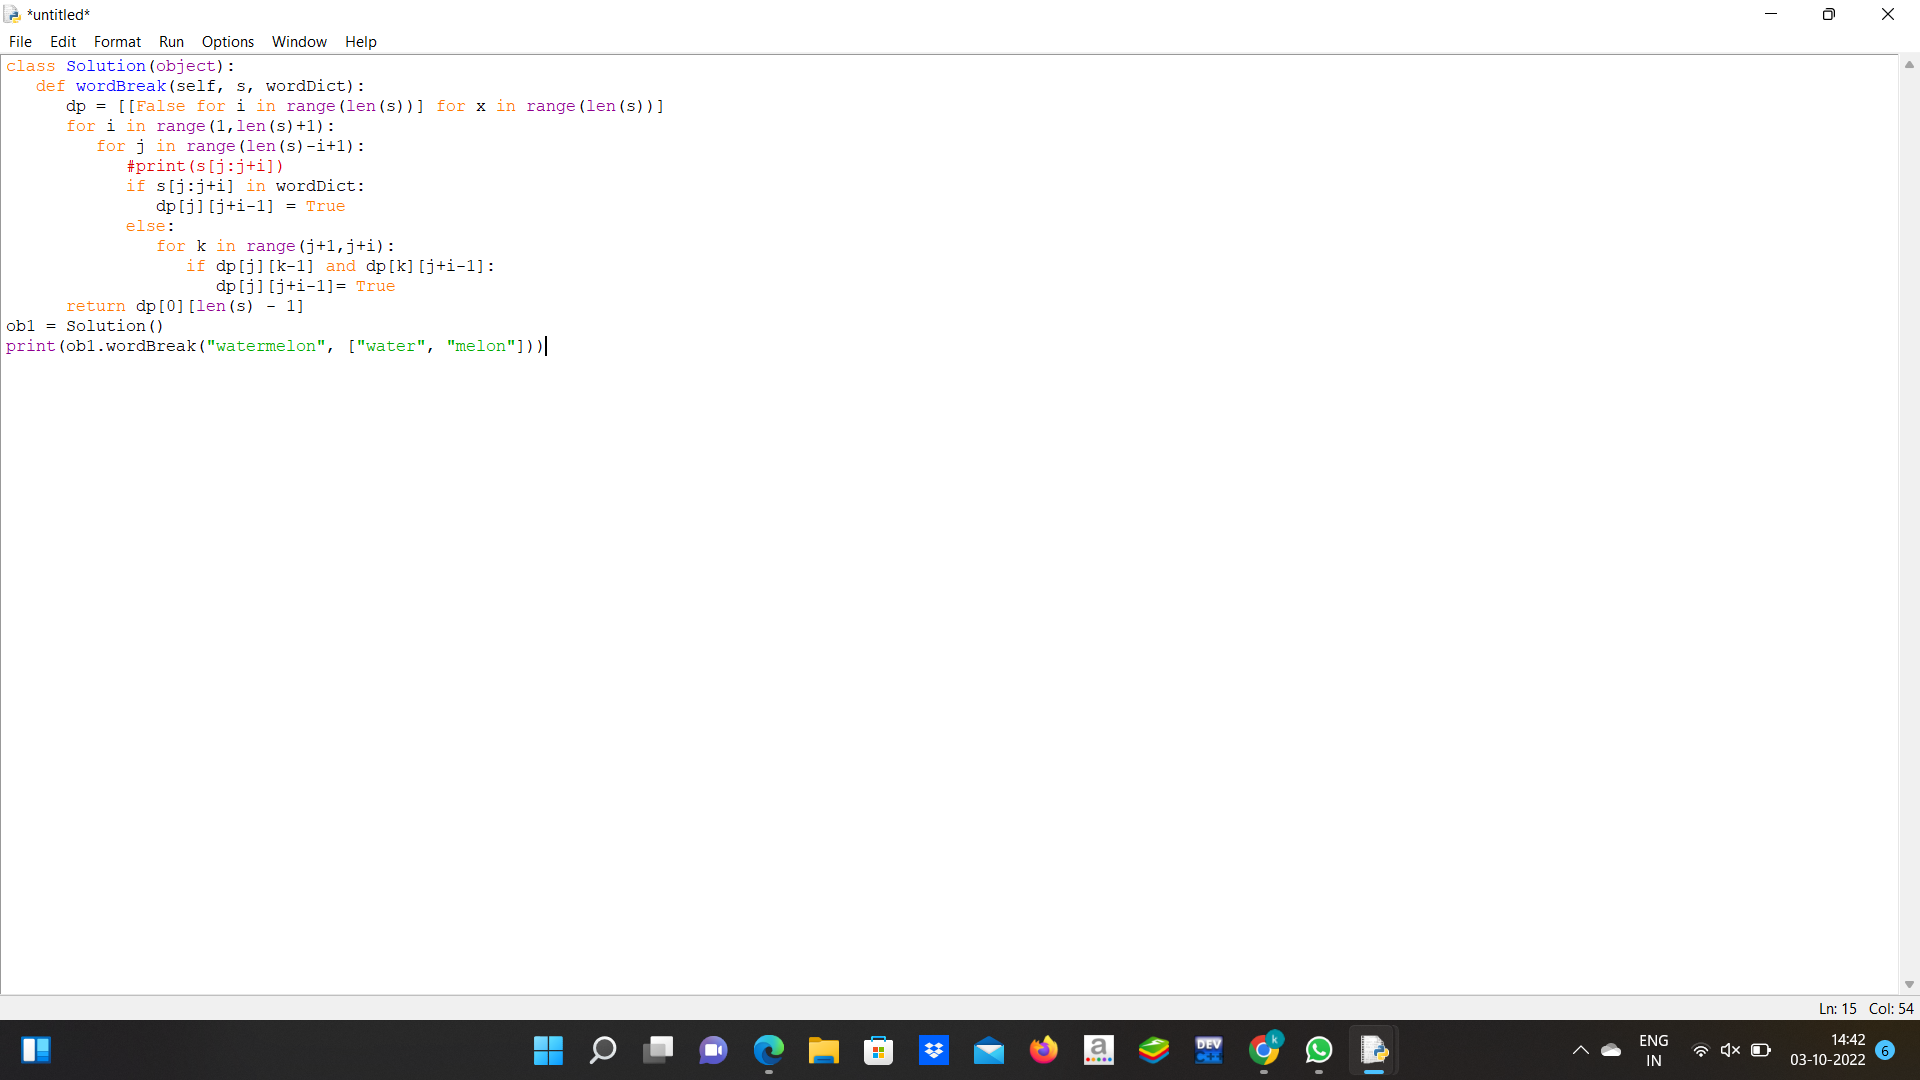 *untitled*
File Edit Format Run Options Window Help
class Solution(object):
   def wordBreak(self, s, wordDict):
      dp = [[False for i in range(len(s))] for x in range(len(s))]
      for i in range(1,len(s)+1):
         for j in range(len(s)-i+1):
            #print(s[j:j+i])
            if s[j:j+i] in wordDict:
               dp[j][j+i-1] = True
            else:
               for k in range(j+1,j+i):
                  if dp[j][k-1] and dp[k][j+i-1]:
                     dp[j][j+i-1]= True
      return dp[0][len(s) - 1]
ob1 = Solution()
print(ob1.wordBreak("watermelon", ["water", "melon"]))
Ln: 15 Col: 54
a
DEV
C++
k
ENG
IN
14:42
03-10-2022
6